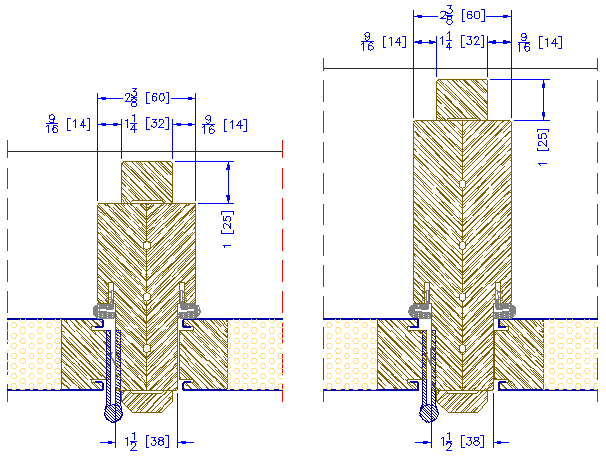 2 3/8 [60]
9/16 [14] 1 1/4 [32] 9/16 [14]
1 [25]
1 1/2 [38]
2 3/8 [60]
9/16 [14] 1 1/4 [32] 9/16 [14]
1 [25]
1 1/2 [38]